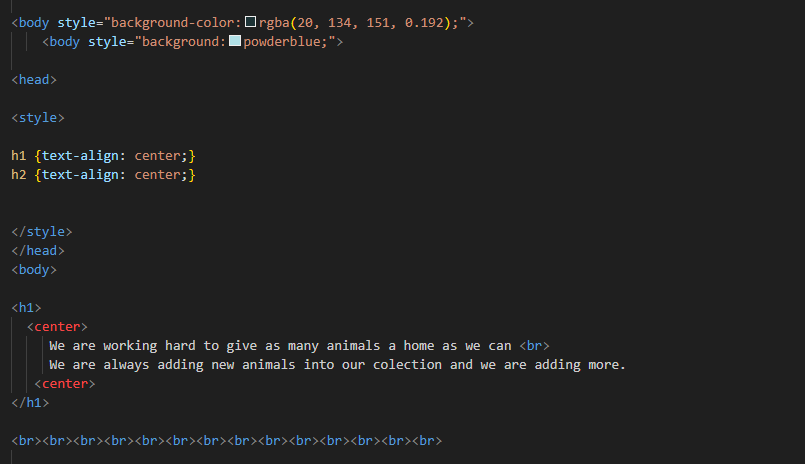 <body style="background-color:rgba(20, 134, 151, 0.192);">
<body style="background:powderblue;">
<head>
<style>
h1 {text-align: center;}
h2 {text-align: center;}
</style>
</head>
<body>
<h1>
<center>
We are working hard to give as many animals a home as we can <br>
We are always adding new animals into our colection and we are adding more.
<center>
</h1>
<br><br><br><br><br><br><br><br><br><br><br><br><br><br>